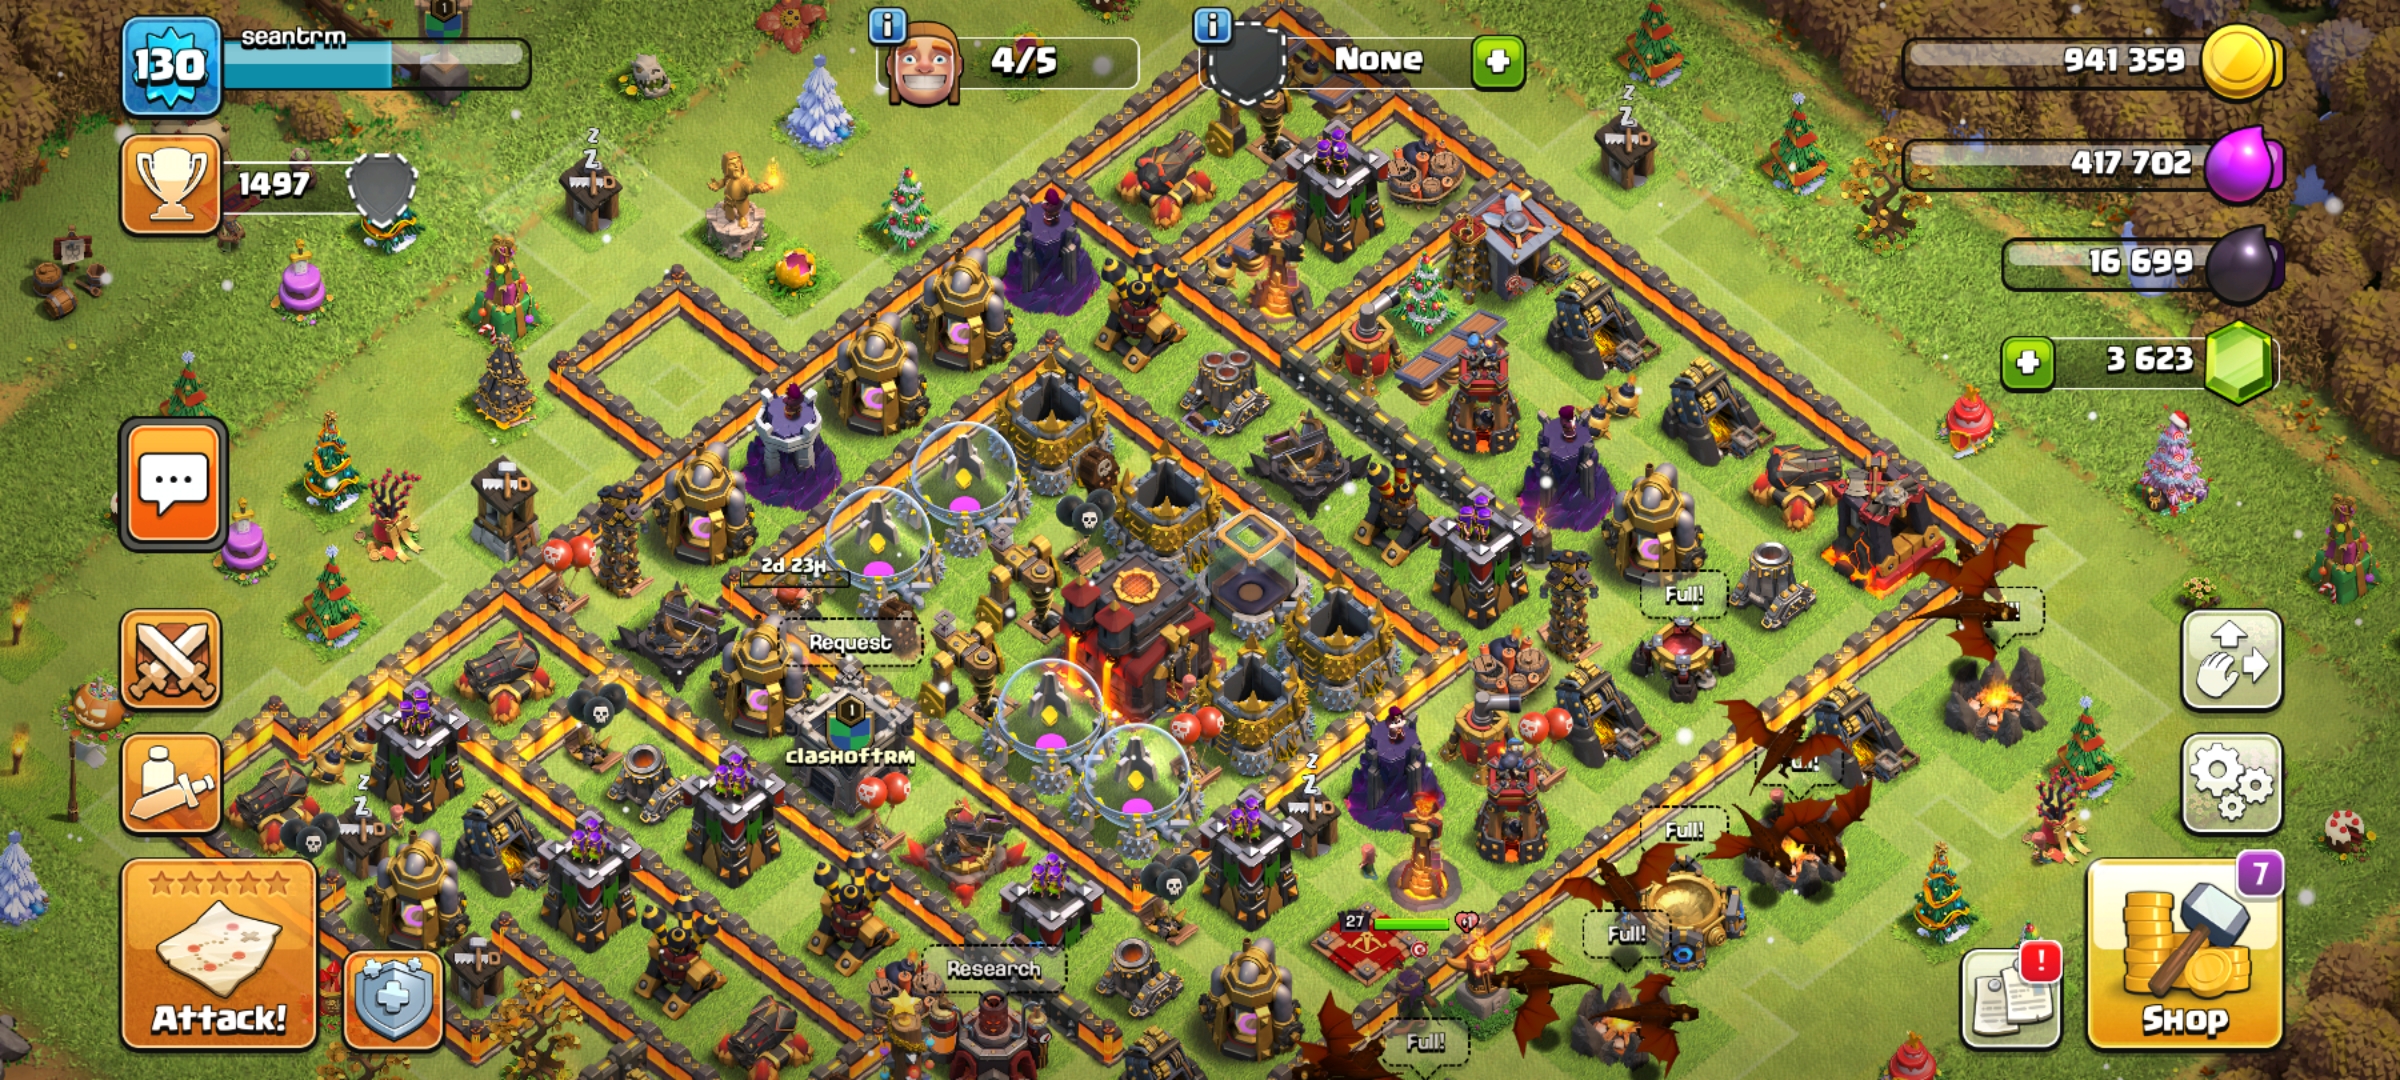 130
seantrm
4/5
None
941 359
1497
417 702
16 699
3 623
z
z
z
z
2d 23h
Full!
Request
clashoftrm
z
z
z
z
Full!
27
Full!
Research
Full!
Attack!
7
!
Shop